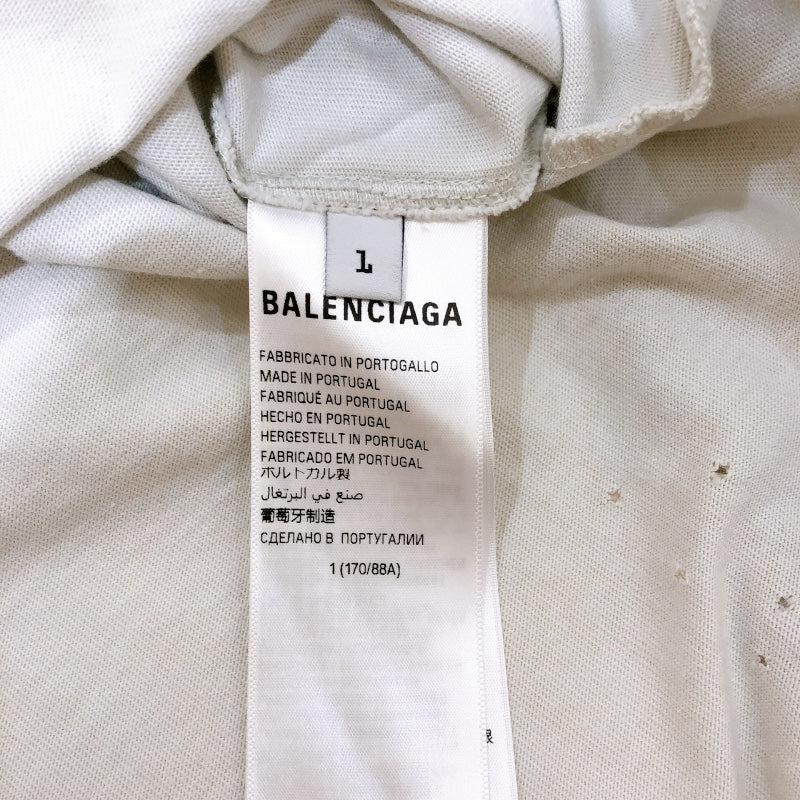 1
BALENCIAGA
FABBRICATO IN PORTOGALLO
MADE IN PORTUGAL
FABRIQUÉ AU PORTUGAL
HECHO EN PORTUGAL
HERGESTELLT IN PORTUGAL
FABRICADO EM PORTUGAL
ポルトカル製
صنع في البرتغال
葡萄牙制造
СДЕЛАНО В ПОРТУГАЛИИ
1 (170/88A)